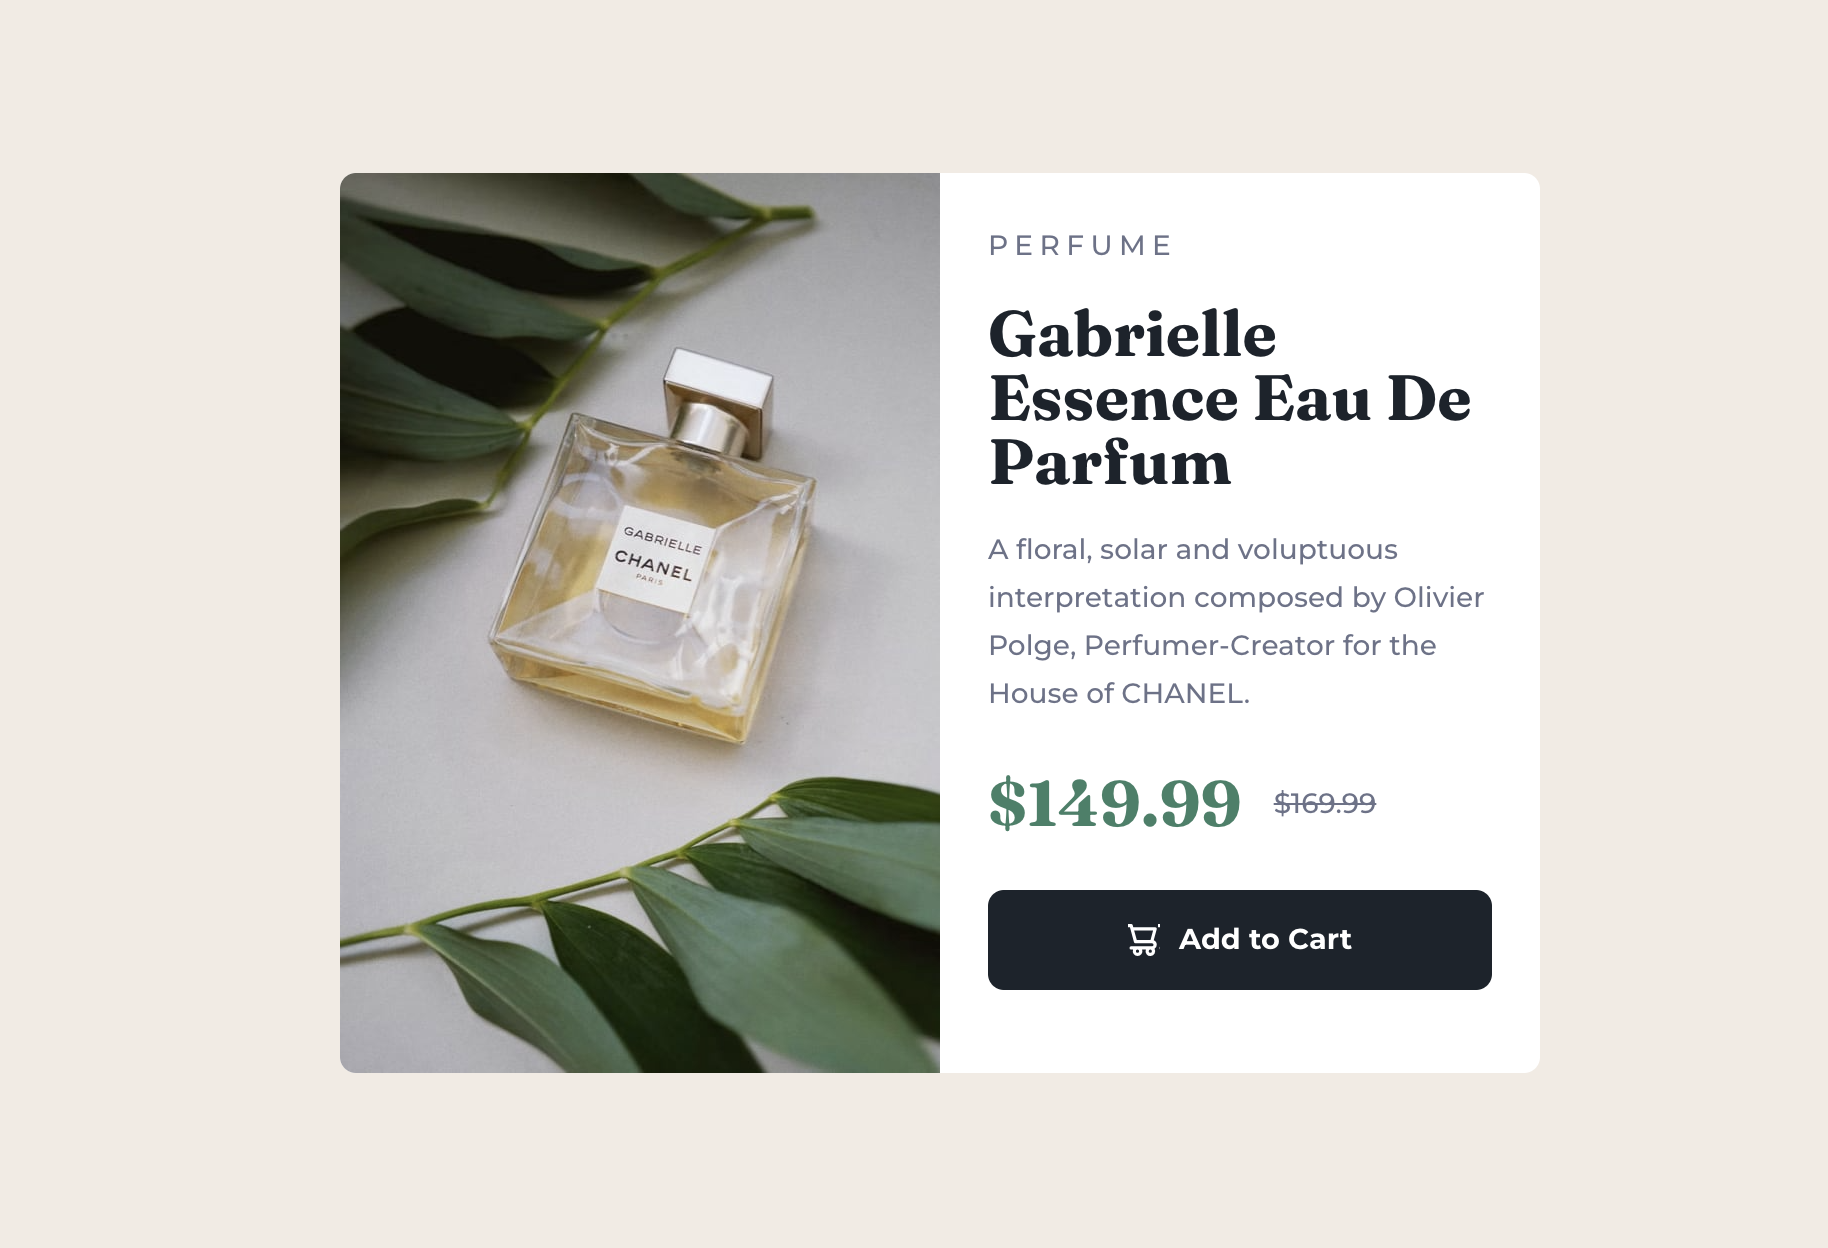 GABRIELLE
CHANEL
PARIS
PERFUME
Gabrielle
Essence Eau De
Parfum
A floral, solar and voluptuous
interpretation composed by Olivier
Polge, Perfumer-Creator for the
House of CHANEL.
$149.99 $169.99
Add to Cart